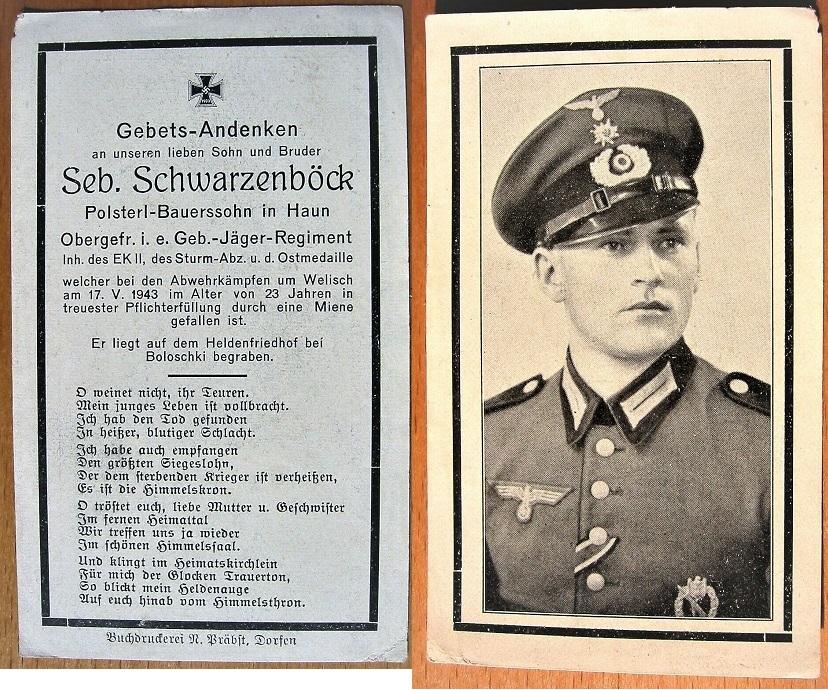 Gebets-Andenken
an unseren lieben Sohn und Bruder
Seb. Schwarzenböck
Polsterl-Bauerssohn in Haun
Obergefr. i. e. Geb.-Jäger-Regiment
Inh. des EK II, des Sturm-Abz. u. d. Ostmedaille
welcher bei den Abwehrkämpfen um Welisch
am 17. V. 1943 im Alter von 23 Jahren in
treuester Pflichterfüllung durch eine Miene
gefallen ist.
Er liegt auf dem Heldenfriedhof bei
Boloschki begraben.
O weinet nicht, ihr Teuren.
Mein junges Leben ist vollbracht.
Ich hab den Tod gefunden
In heißer, blutiger Schlacht.
Ich habe auch empfangen
Den größten Siegeslohn,
Der dem sterbenden Krieger ist verheißen,
Es ist die Himmelskron.
O tröstet euch, liebe Mutter u. Geschwister
Im fernen Heimattal
Wir treffen uns ja wieder
Im schönen Himmelssaal.
Und klingt im Heimatskirchlein
Für mich der Glocken Trauerton,
So blickt mein Heldenauge
Auf euch hinab vom Himmelsthron.
Buchdruckerei N. Präbst, Dorfen